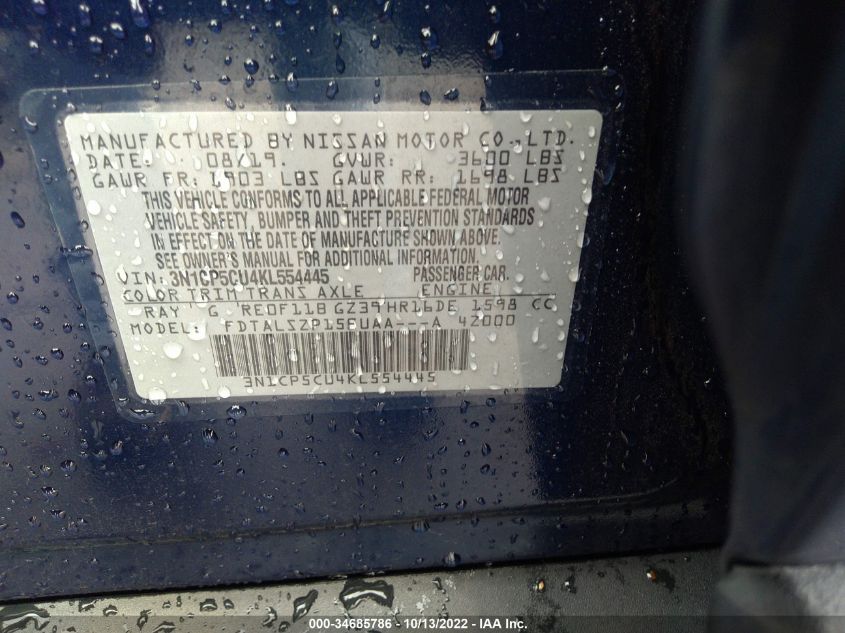 MANUFACTURED BY NISSAN MOTOR CO.,LTD.
DATE: 08/19. GVWR: 3600 LBS
GAWR FR: 1903 LBS GAWR RR: 1698 LBS
THIS VEHICLE CONFORMS TO ALL APPLICABLE FEDERAL MOTOR
VEHICLE SAFETY, BUMPER AND THEFT PREVENTION STANDARDS
IN EFFECT ON THE DATE OF MANUFACTURE SHOWN ABOVE.
SEE OWNER'S MANUAL FOR ADDITIONAL INFORMATION.
VIN: 3N1CP5CU4KL554445 PASSENGER CAR.
COLOR TRIM TRANS AXLE ENGINE
RAY G RE0F11B GZ39 HR16DE 1598 CC
MODEL: FDTALSZP15EUAA---A 42000
3N1CP5CU4KL554445
000-34685786 - 10/13/2022 - IAA Inc.